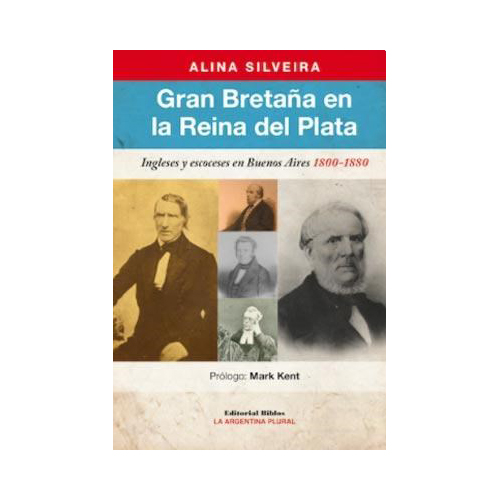 ALINA SILVEIRA
Gran Bretaña en
la Reina del Plata
Ingleses y escoceses en Buenos Aires 1800-1880
Prólogo: Mark Kent
Editorial Biblos
LA ARGENTINA PLURAL